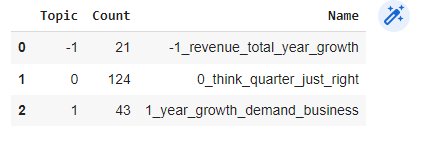 Topic Count Name
0 -1 21 -1_revenue_total_year_growth
1 0 124 0_think_quarter_just_right
2 1 43 1_year_growth_demand_business